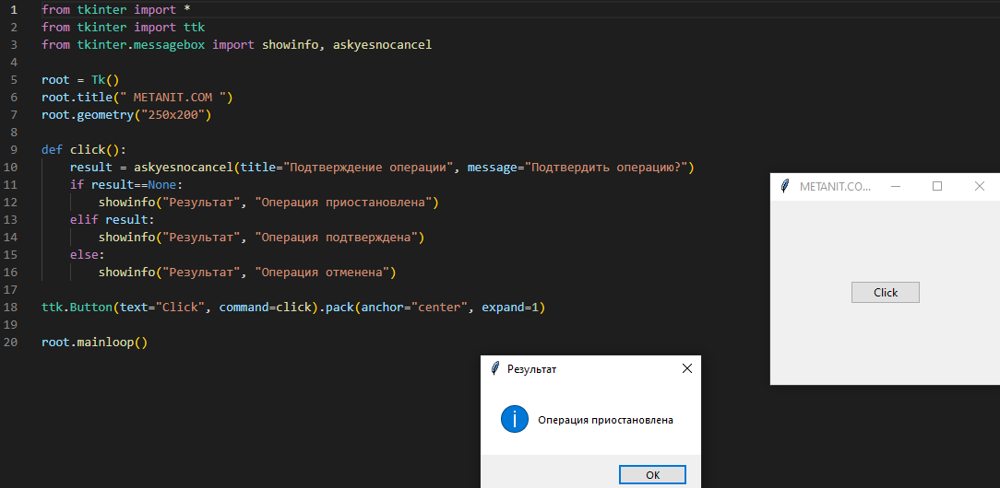 1 from tkinter import *
2 from tkinter import ttk
3 from tkinter.messagebox import showinfo, askyesnocancel
4
5 root = Tk()
6 root.title(" METANIT.COM ")
7 root.geometry("250x200")
8
9 def click():
10     result = askyesnocancel(title="Подтверждение операции", message="Подтвердить операцию?")
11     if result==None:
12         showinfo("Результат", "Операция приостановлена")
13     elif result:
14         showinfo("Результат", "Операция подтверждена")
15     else:
16         showinfo("Результат", "Операция отменена")
17
18 ttk.Button(text="Click", command=click).pack(anchor="center", expand=1)
19
20 root.mainloop()
METANIT.CO...
Click
Результат
Операция приостановлена
OK